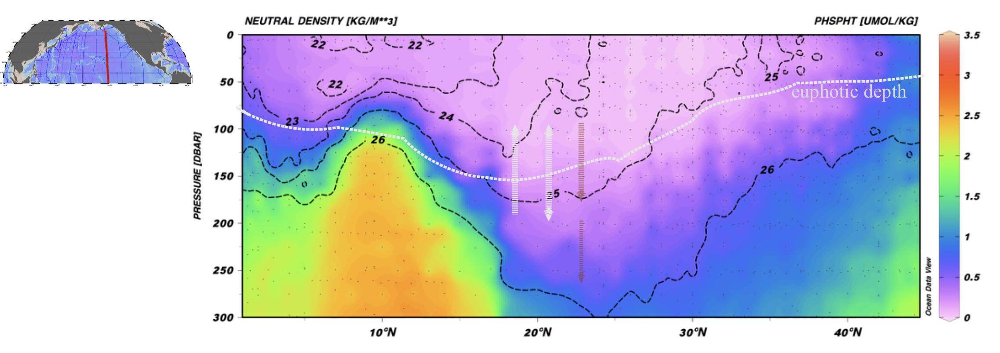 NEUTRAL DENSITY [KG/M**3]
PHSPHT [UMOL/KG]
PRESSURE [DBAR]
0
50
100
150
200
250
300
10°N
20°N
30°N
40°N
22
22
22
23
24
25
25
26
26
euphotic depth
3.5
3
2.5
2
1.5
1
0.5
0
Ocean Data View